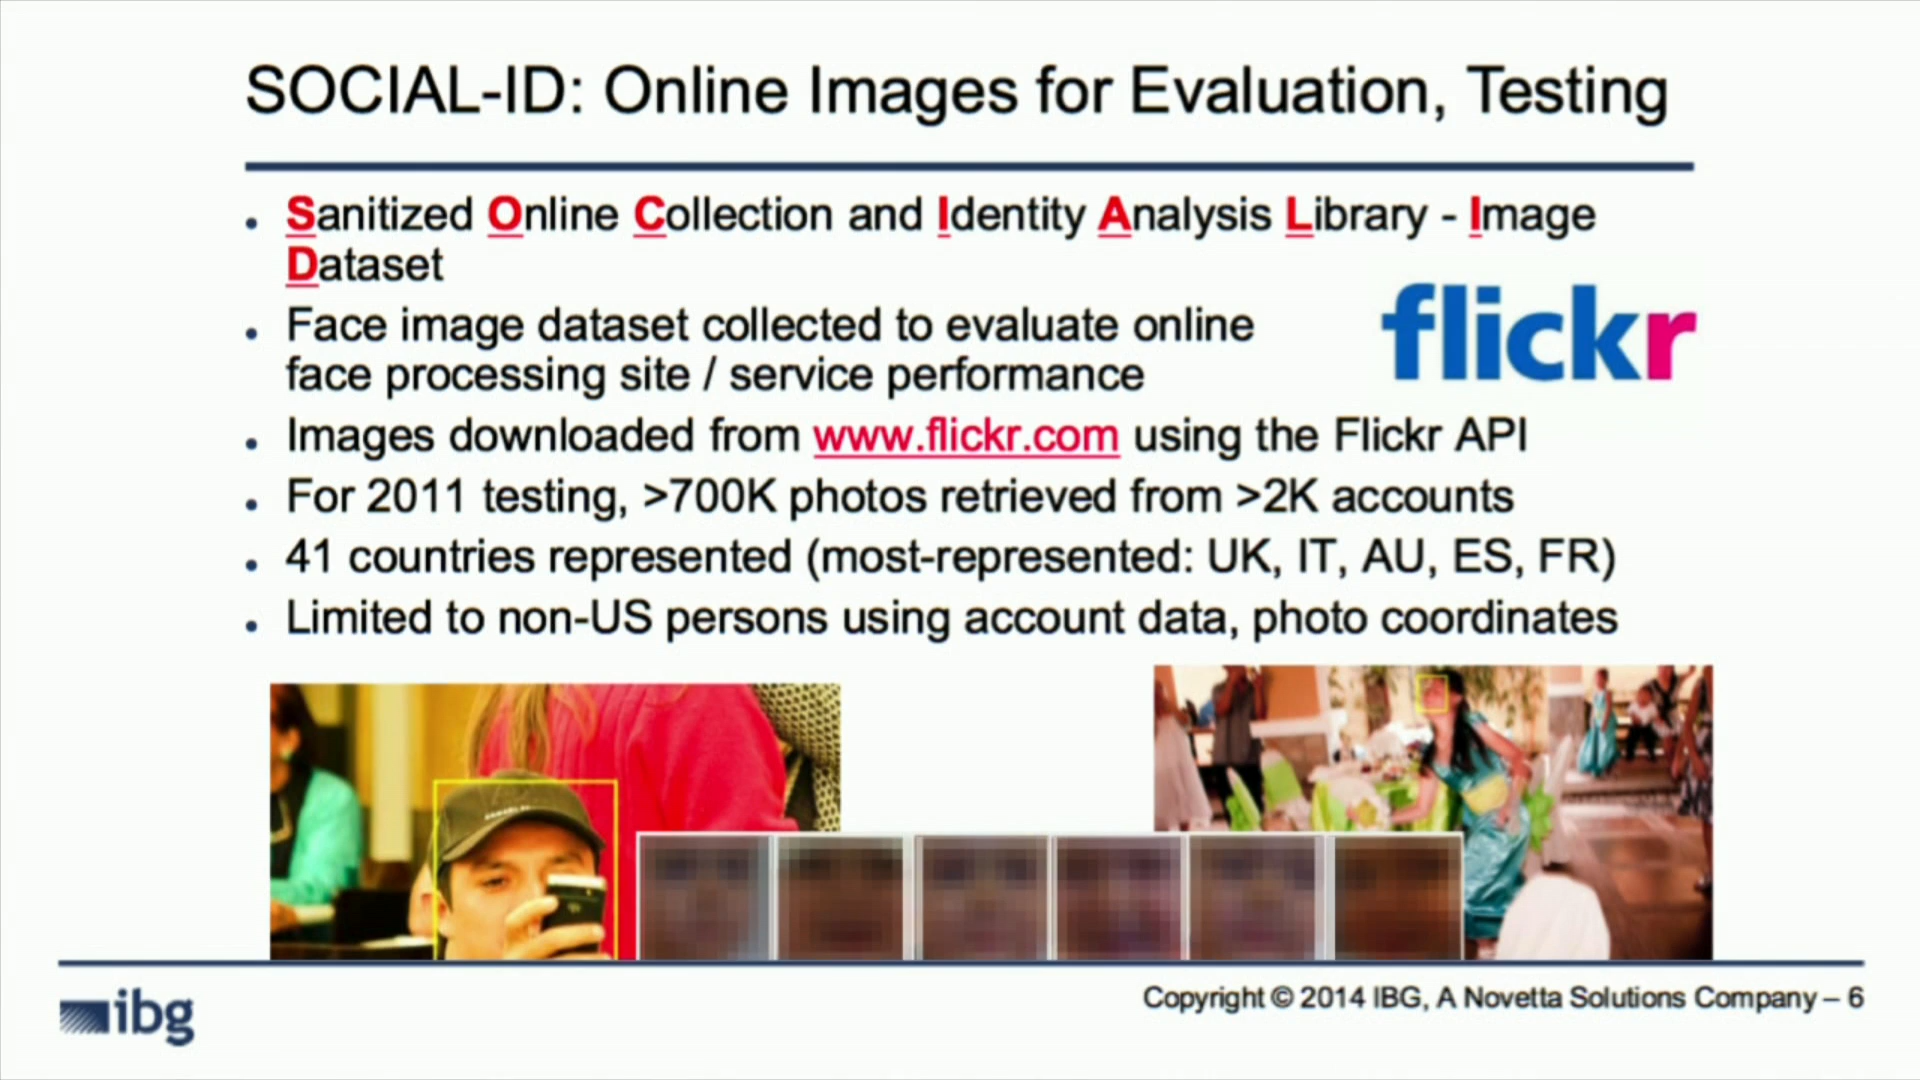 SOCIAL-ID: Online Images for Evaluation, Testing
• Sanitized Online Collection and Identity Analysis Library - Image
Dataset
• Face image dataset collected to evaluate online
face processing site / service performance
flickr
• Images downloaded from www.flickr.com using the Flickr API
• For 2011 testing, >700K photos retrieved from >2K accounts
• 41 countries represented (most-represented: UK, IT, AU, ES, FR)
• Limited to non-US persons using account data, photo coordinates
ibg
Copyright © 2014 IBG, A Novetta Solutions Company – 6